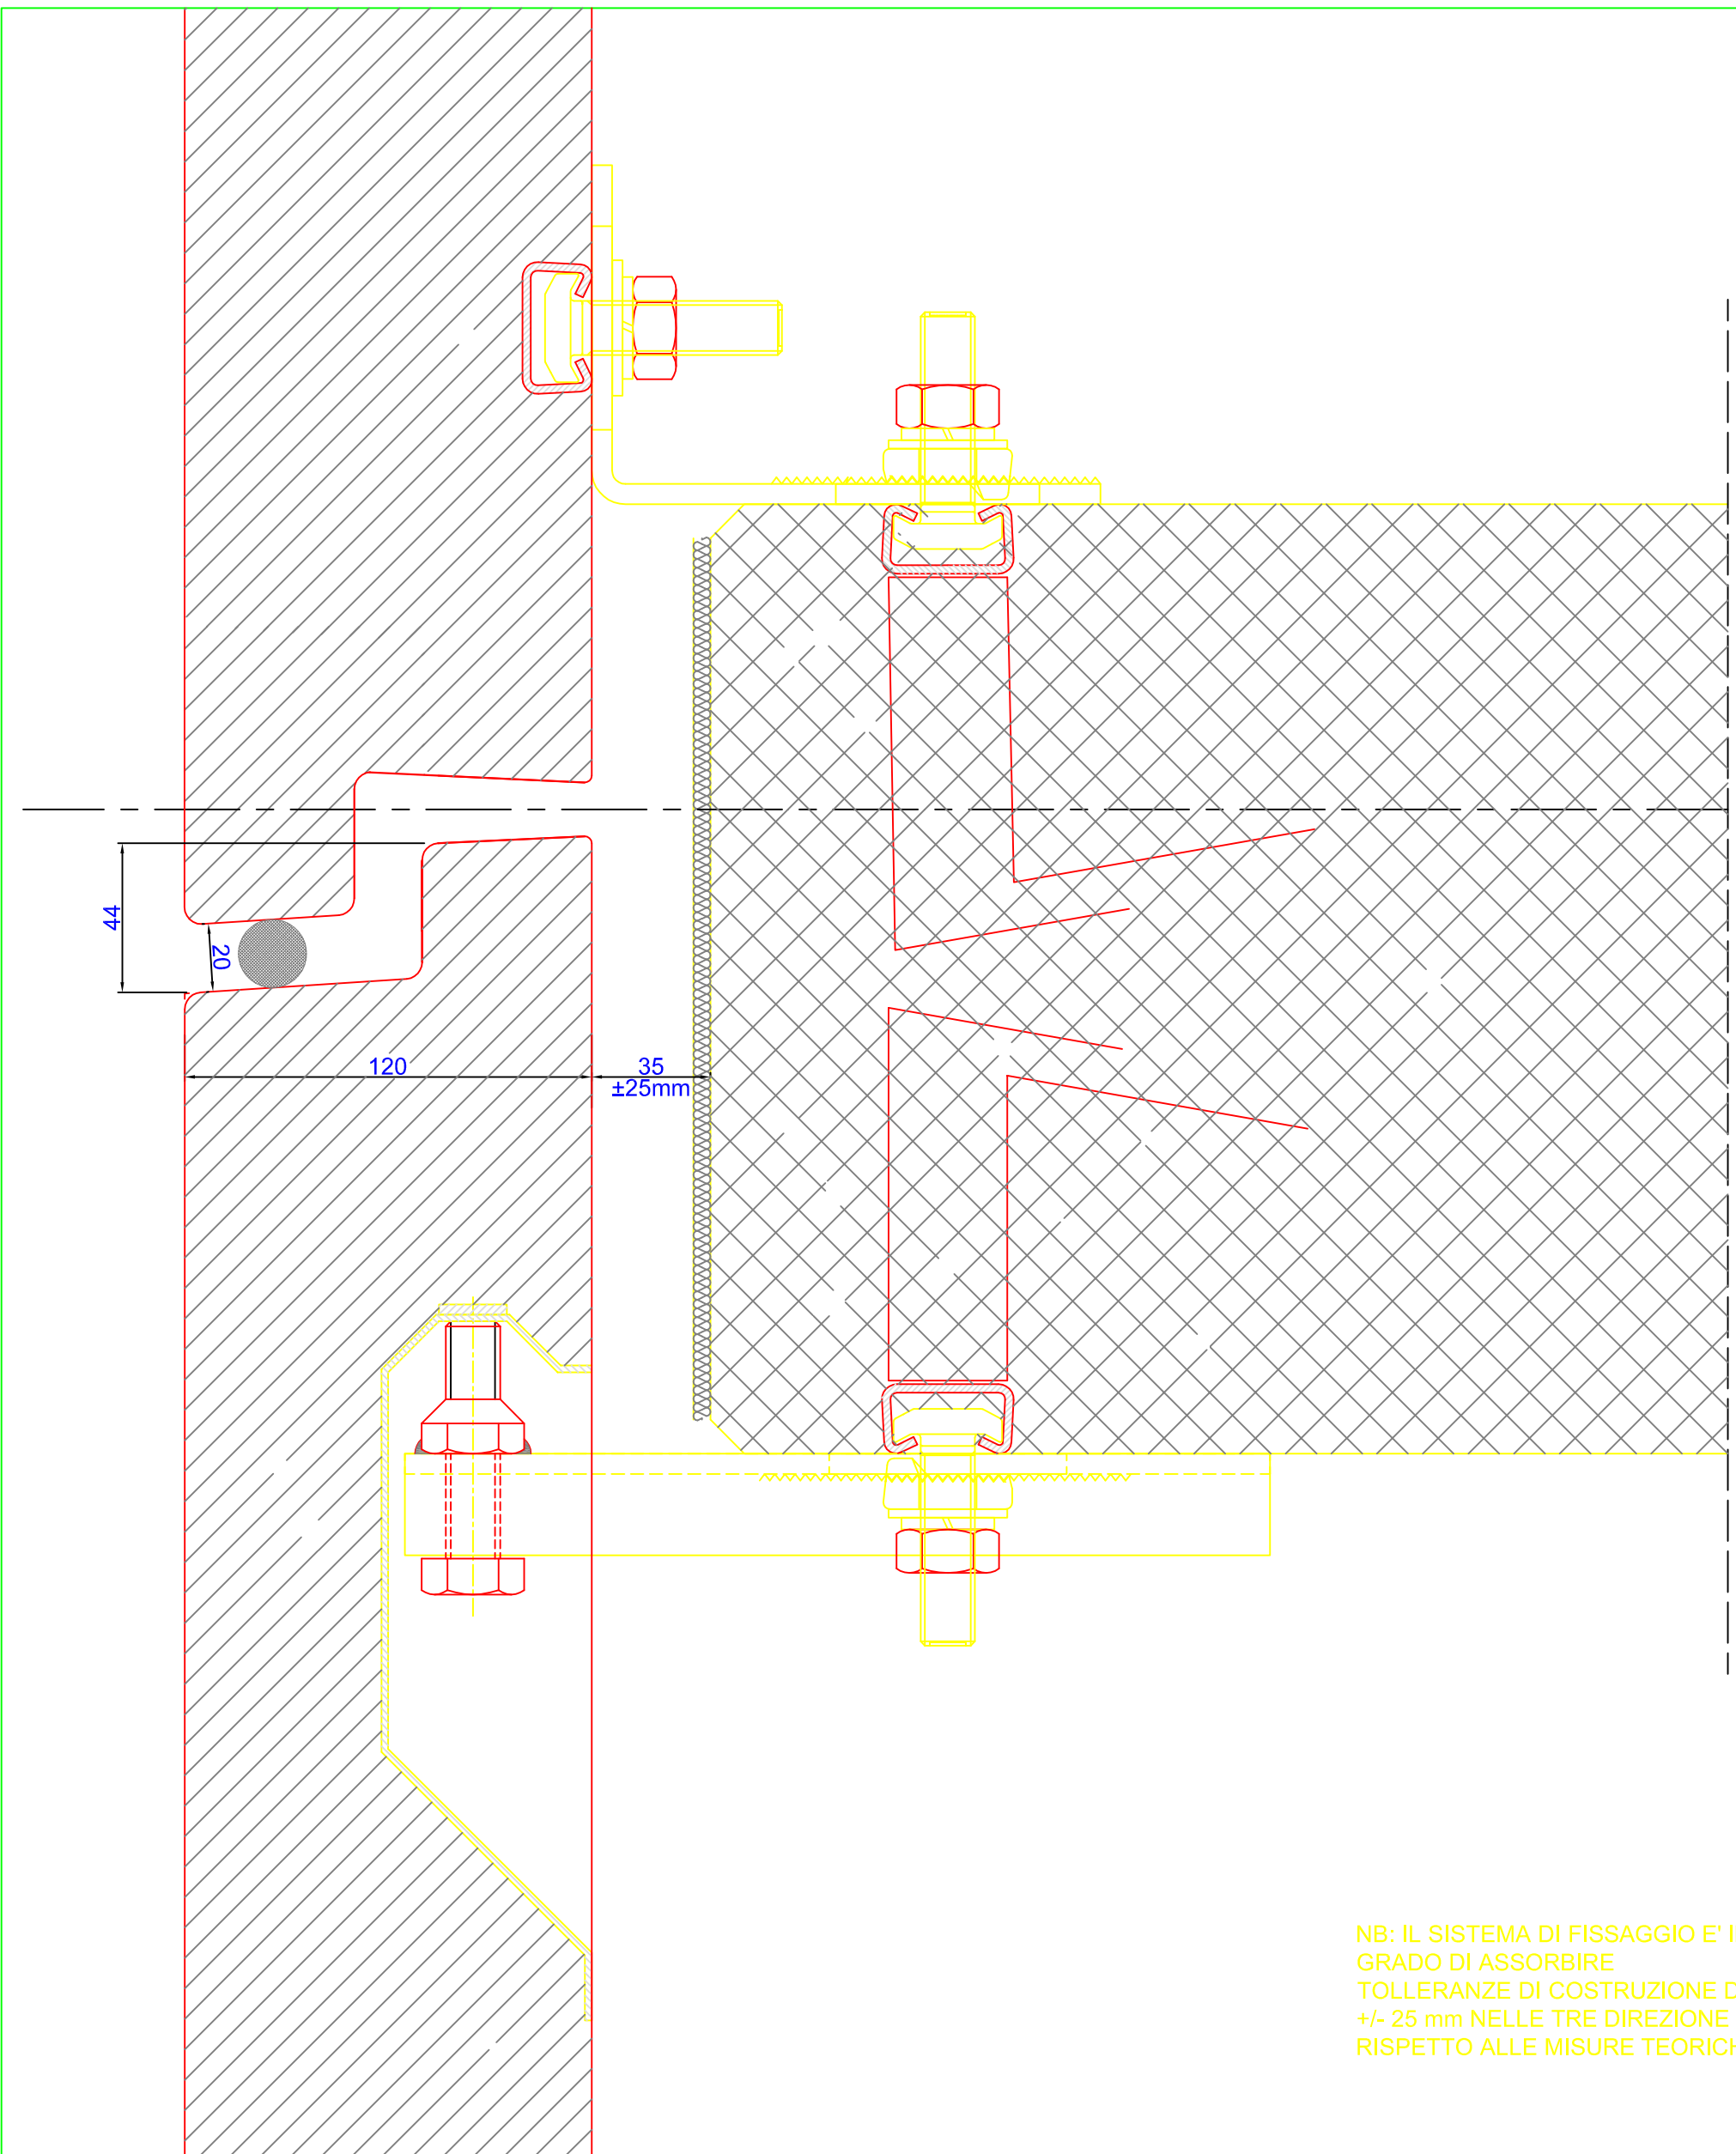 44
20
120
35
±25mm
NB: IL SISTEMA DI FISSAGGIO E'
GRADO DI ASSORBIRE
TOLLERANZE DI COSTRUZIONE
+/- 25 mm NELLE TRE DIREZIONE
RISPETTO ALLE MISURE